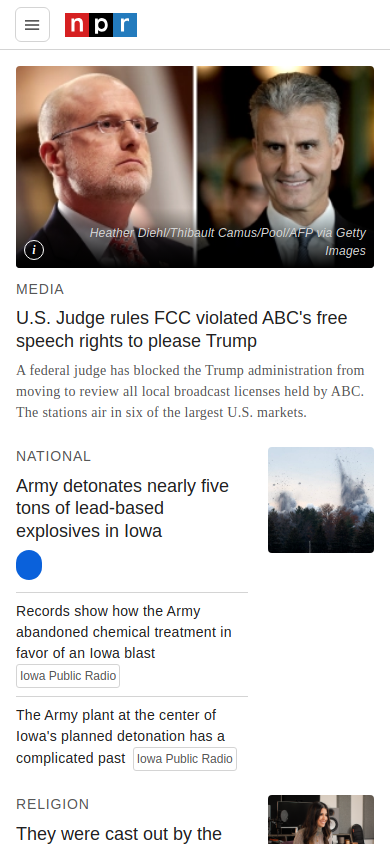 npr
Heather Diehl/Thibault Camus/Pool/AFP via Getty
Images
i
MEDIA
U.S. Judge rules FCC violated ABC's free
speech rights to please Trump
A federal judge has blocked the Trump administration from
moving to review all local broadcast licenses held by ABC.
The stations air in six of the largest U.S. markets.
NATIONAL
Army detonates nearly five
tons of lead-based
explosives in Iowa
Records show how the Army
abandoned chemical treatment in
favor of an Iowa blast
Iowa Public Radio
The Army plant at the center of
Iowa's planned detonation has a
complicated past Iowa Public Radio
RELIGION
They were cast out by the